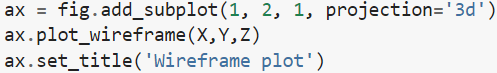 ax = fig.add_subplot(1, 2, 1, projection='3d')
ax.plot_wireframe(X,Y,Z)
ax.set_title('Wireframe plot')